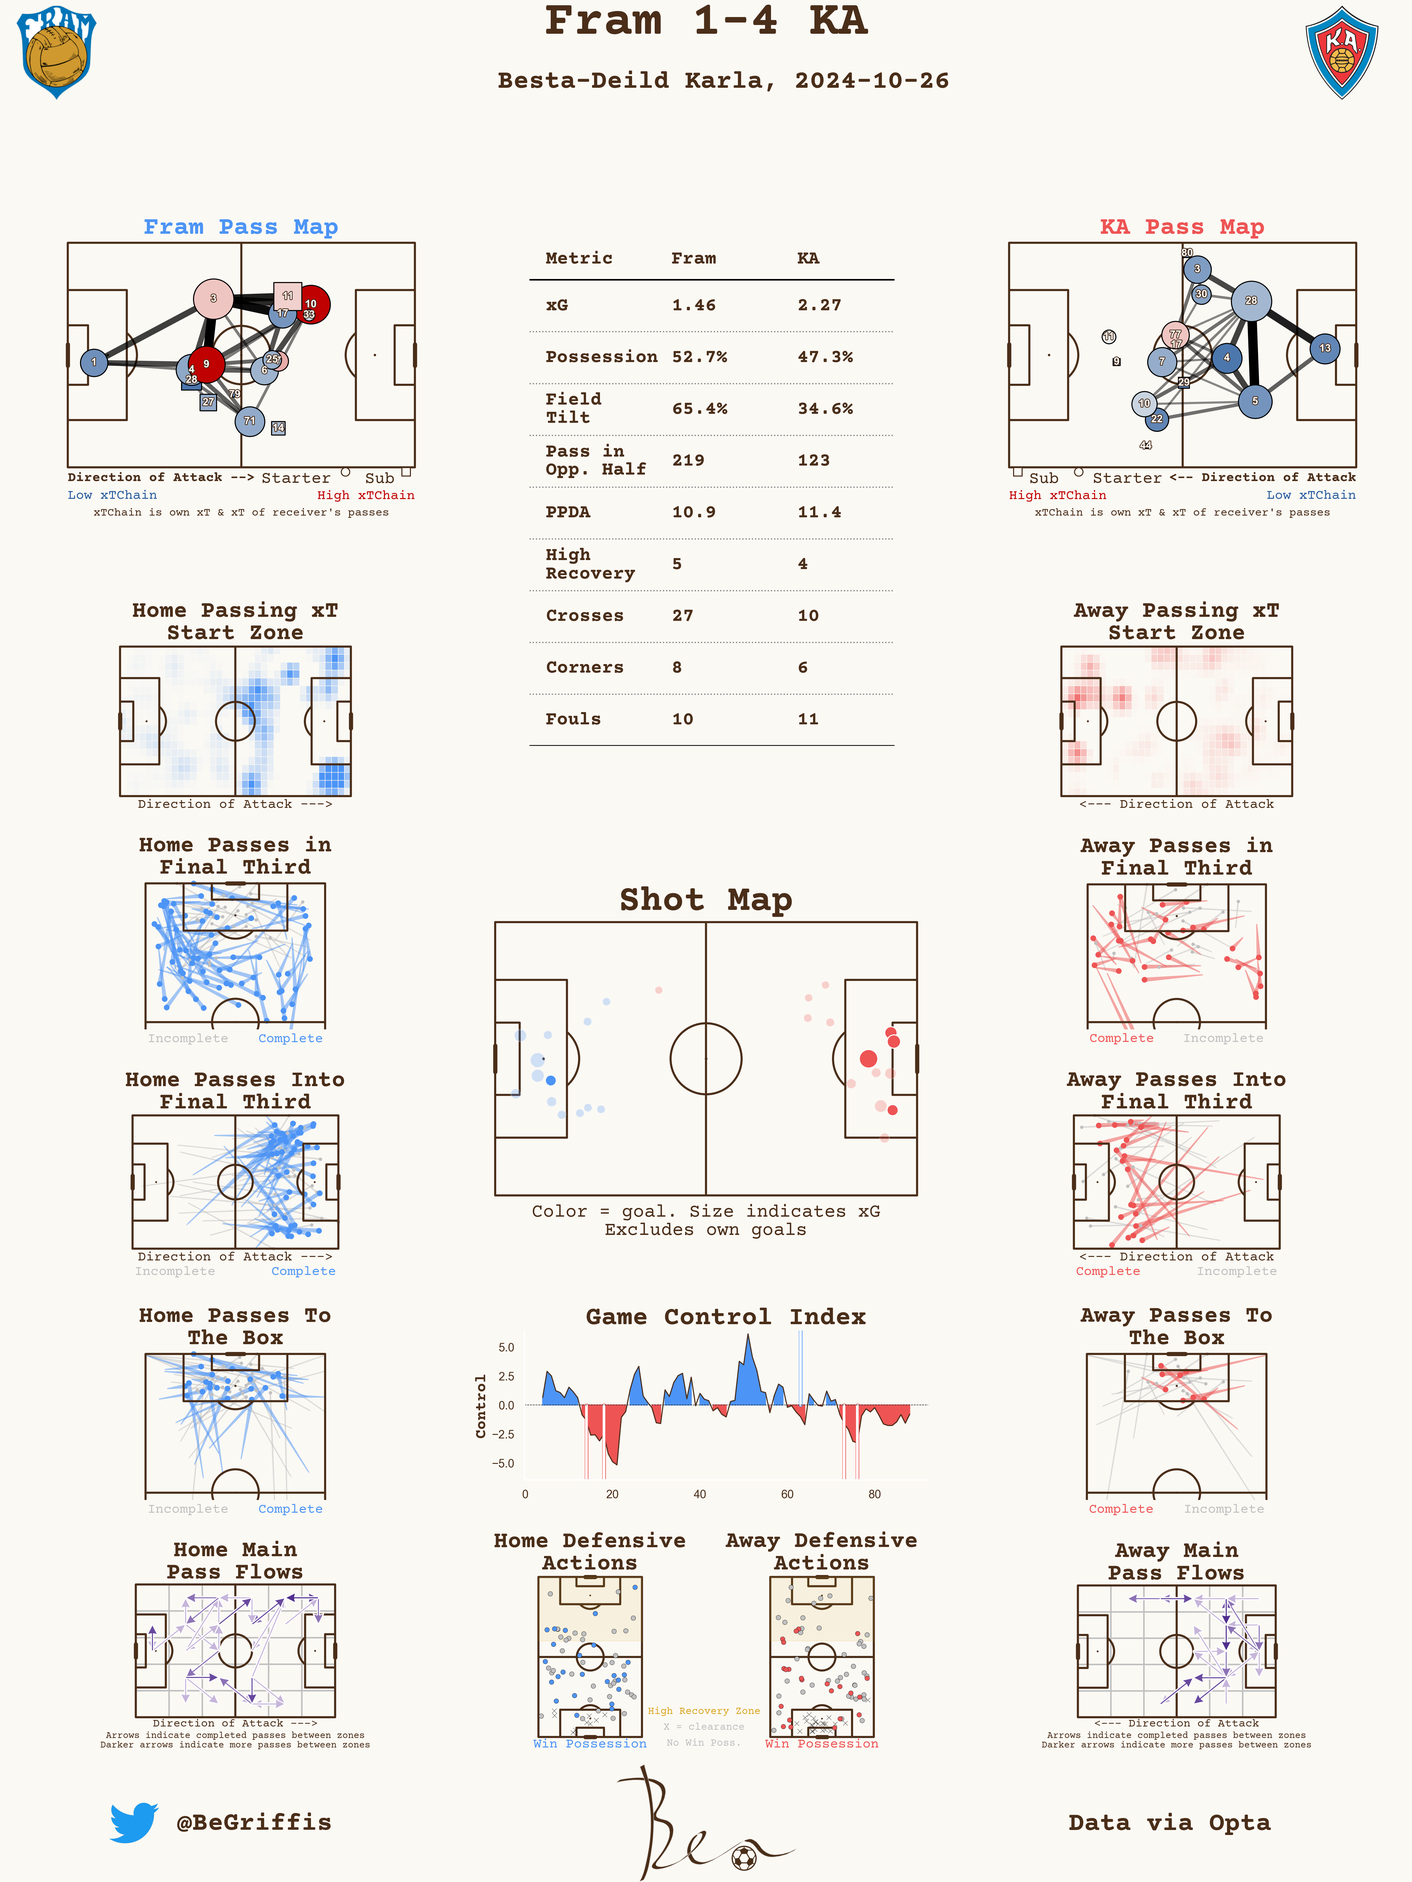 Fram 1-4 KA
Besta-Deild Karla, 2024-10-26
FRAM
KA
Fram Pass Map
3
11
10
33
17
1
4
9
28
25
6
27
79
71
14
Direction of Attack --> Starter Sub
Low xTChain High xTChain
xTChain is own xT & xT of receiver's passes
Metric Fram KA
xG 1.46 2.27
Possession 52.7% 47.3%
Field
Tilt 65.4% 34.6%
Pass in
Opp. Half 219 123
PPDA 10.9 11.4
High
Recovery 5 4
Crosses 27 10
Corners 8 6
Fouls 10 11
KA Pass Map
80
3
30
28
11
77
17
13
9
7
4
29
10
5
22
44
Sub Starter <-- Direction of Attack
High xTChain Low xTChain
xTChain is own xT & xT of receiver's passes
Home Passing xT
Start Zone
Direction of Attack --->
Away Passing xT
Start Zone
<--- Direction of Attack
Home Passes in
Final Third
Incomplete Complete
Away Passes in
Final Third
Complete Incomplete
Shot Map
Color = goal. Size indicates xG
Excludes own goals
Home Passes Into
Final Third
Direction of Attack --->
Incomplete Complete
Away Passes Into
Final Third
<--- Direction of Attack
Complete Incomplete
Home Passes To
The Box
Incomplete Complete
Game Control Index
Control
5.0
2.5
0.0
−2.5
−5.0
0 20 40 60 80
Away Passes To
The Box
Complete Incomplete
Home Main
Pass Flows
Direction of Attack --->
Arrows indicate completed passes between zones
Darker arrows indicate more passes between zones
Home Defensive
Actions
Win Possession
Away Defensive
Actions
Win Possession
High Recovery Zone
X = clearance
No Win Poss.
Away Main
Pass Flows
<--- Direction of Attack
Arrows indicate completed passes between zones
Darker arrows indicate more passes between zones
@BeGriffis
Ben
Data via Opta